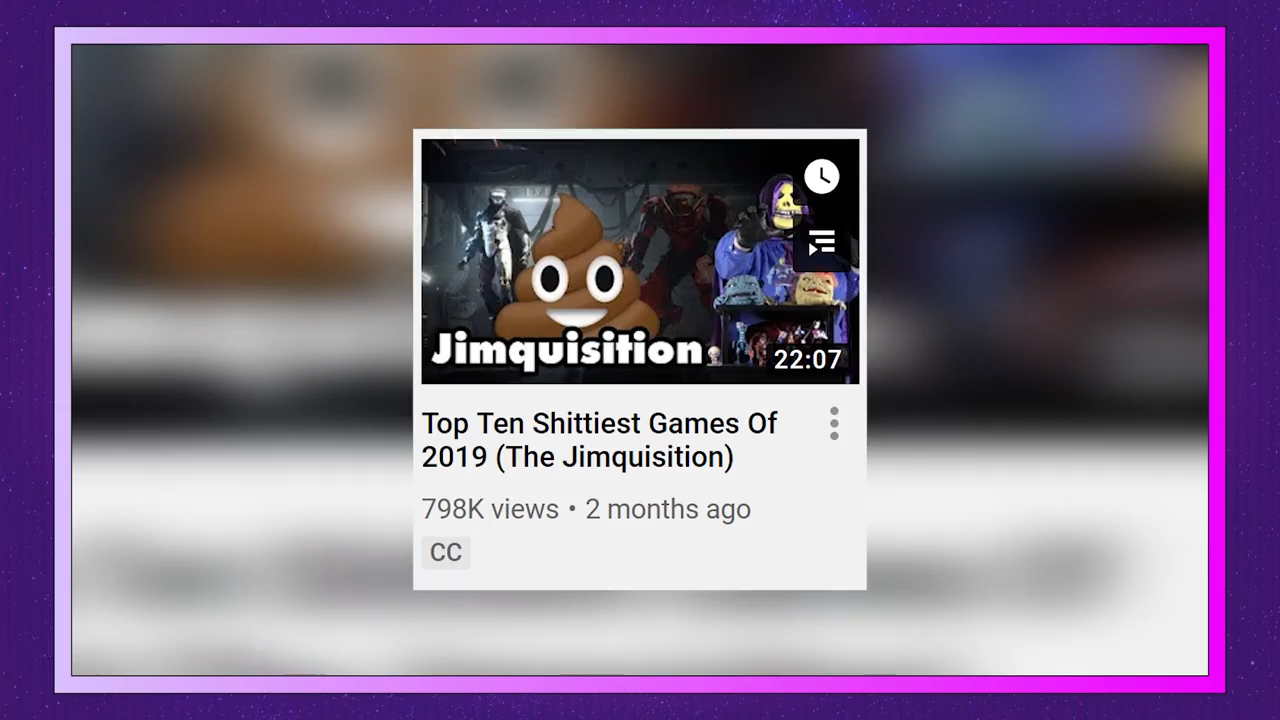 Jimquisition
22:07
Top Ten Shittiest Games Of
2019 (The Jimquisition)
798K views • 2 months ago
CC